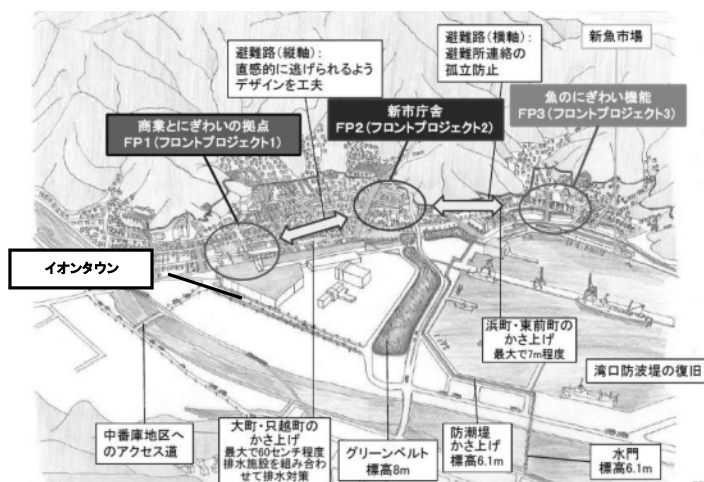 避難路(縦軸):
直感的に逃げられるよう
デザインを工夫
避難路(横軸):
避難所連絡の
孤立防止
新魚市場
商業とにぎわいの拠点
FP1(フロントプロジェクト1)
新市庁舎
FP2(フロントプロジェクト2)
魚のにぎわい機能
FP3(フロントプロジェクト3)
イオンタウン
浜町・東前町の
かさ上げ
最大で7m程度
湾口防波堤の復旧
中番庫地区へ
のアクセス道
大町・只越町の
かさ上げ
最大で60センチ程度
排水施設を組み合わ
せて排水対策
グリーンベルト
標高8m
防潮堤
かさ上げ
標高6.1m
水門
標高6.1m